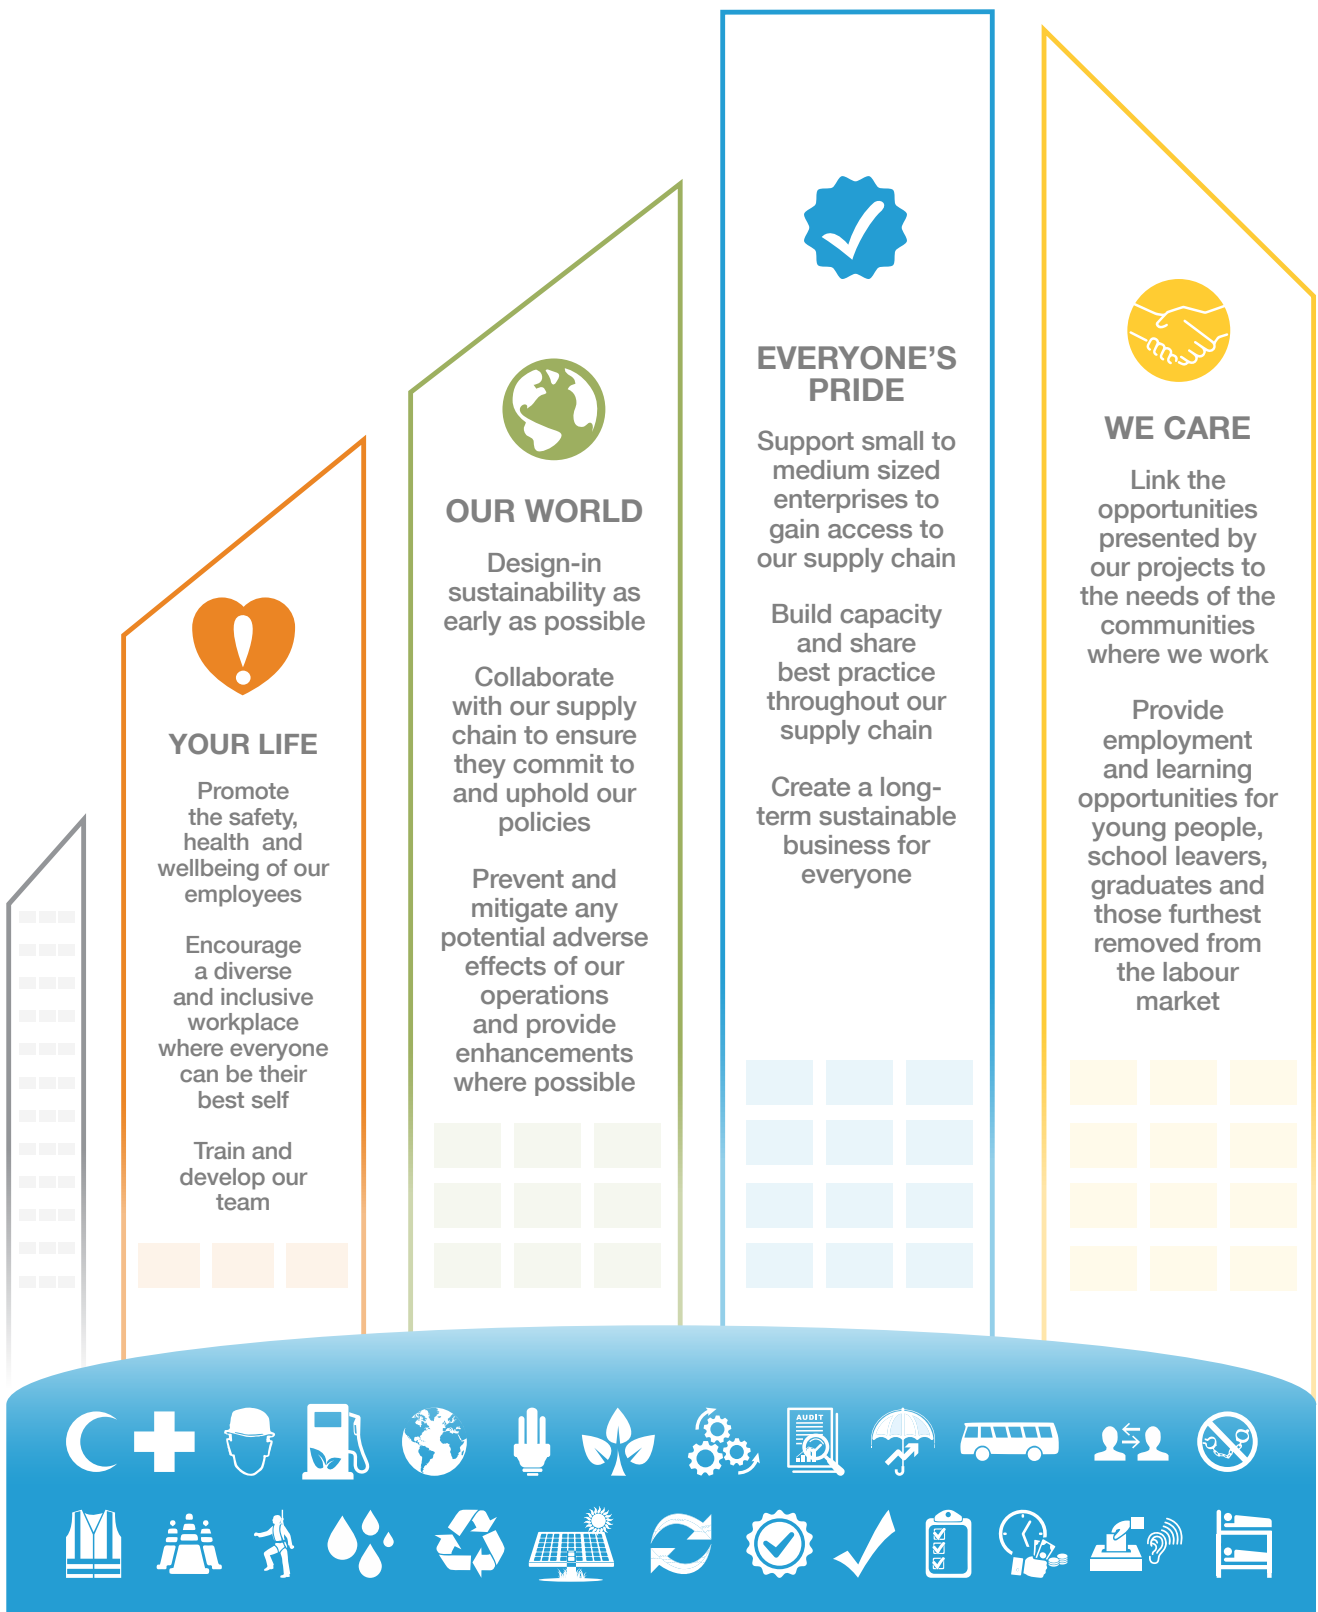 YOUR LIFE
Promote
the safety,
health and
wellbeing of our
employees
Encourage
a diverse
and inclusive
workplace
where everyone
can be their
best self
Train and
develop our
team
OUR WORLD
Design-in
sustainability as
early as possible
Collaborate
with our supply
chain to ensure
they commit to
and uphold our
policies
Prevent and
mitigate any
potential adverse
effects of our
operations
and provide
enhancements
where possible
EVERYONE’S
PRIDE
Support small to
medium sized
enterprises to
gain access to
our supply chain
Build capacity
and share
best practice
throughout our
supply chain
Create a long-
term sustainable
business for
everyone
WE CARE
Link the
opportunities
presented by
our projects to
the needs of the
communities
where we work
Provide
employment
and learning
opportunities for
young people,
school leavers,
graduates and
those furthest
removed from
the labour
market
AUDIT